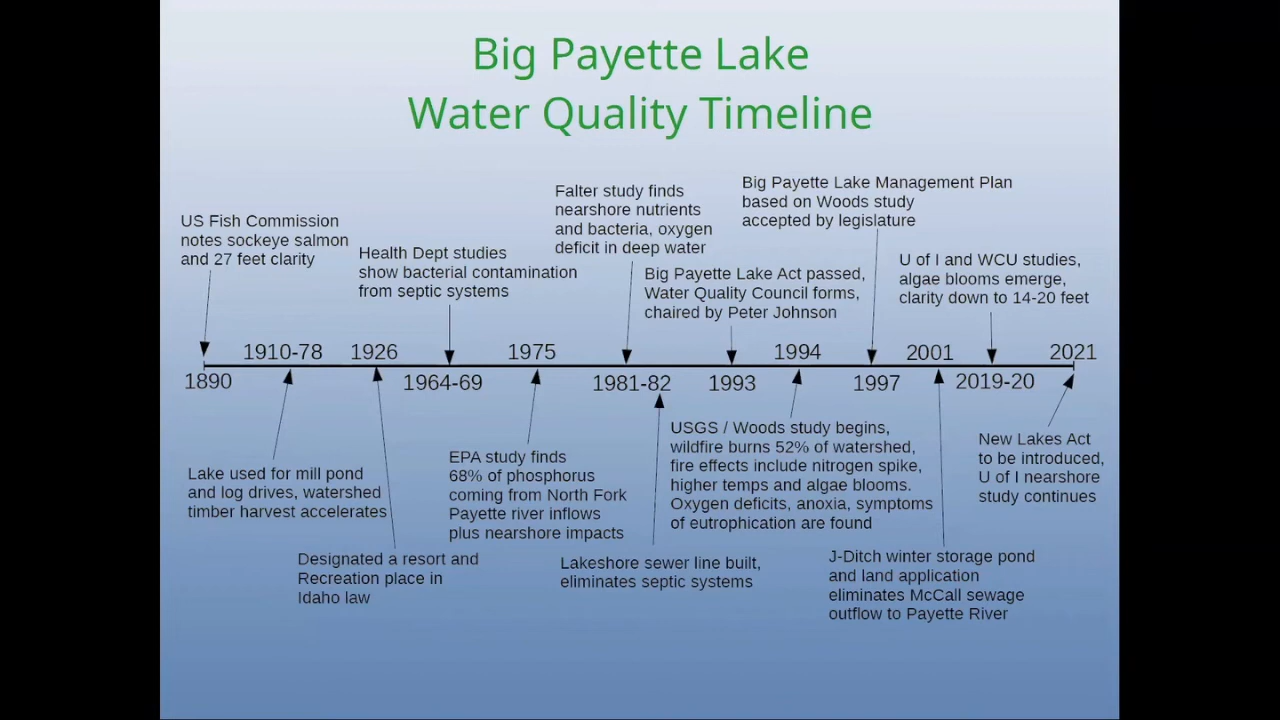 Big Payette Lake
Water Quality Timeline
US Fish Commission
notes sockeye salmon
and 27 feet clarity
Health Dept studies
show bacterial contamination
from septic systems
Falter study finds
nearshore nutrients
and bacteria, oxygen
deficit in deep water
Big Payette Lake Act passed,
Water Quality Council forms,
chaired by Peter Johnson
Big Payette Lake Management Plan
based on Woods study
accepted by legislature
U of I and WCU studies,
algae blooms emerge,
clarity down to 14-20 feet
1910-78 1926 1975 1994 2001 2021
1890 1964-69 1981-82 1993 1997 2019-20
Lake used for mill pond
and log drives, watershed
timber harvest accelerates
Designated a resort and
Recreation place in
Idaho law
EPA study finds
68% of phosphorus
coming from North Fork
Payette river inflows
plus nearshore impacts
Lakeshore sewer line built,
eliminates septic systems
USGS / Woods study begins,
wildfire burns 52% of watershed,
fire effects include nitrogen spike,
higher temps and algae blooms.
Oxygen deficits, anoxia, symptoms
of eutrophication are found
J-Ditch winter storage pond
and land application
eliminates McCall sewage
outflow to Payette River
New Lakes Act
to be introduced,
U of I nearshore
study continues